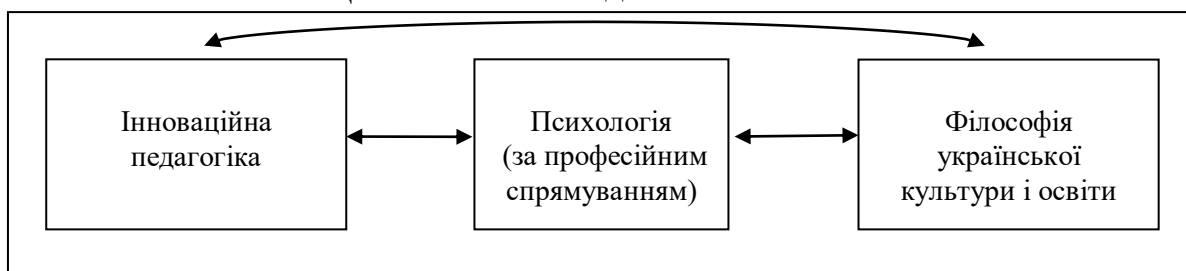 Інноваційна
педагогіка
Психологія
(за професійним
спрямуванням)
Філософія
української
культури і освіти